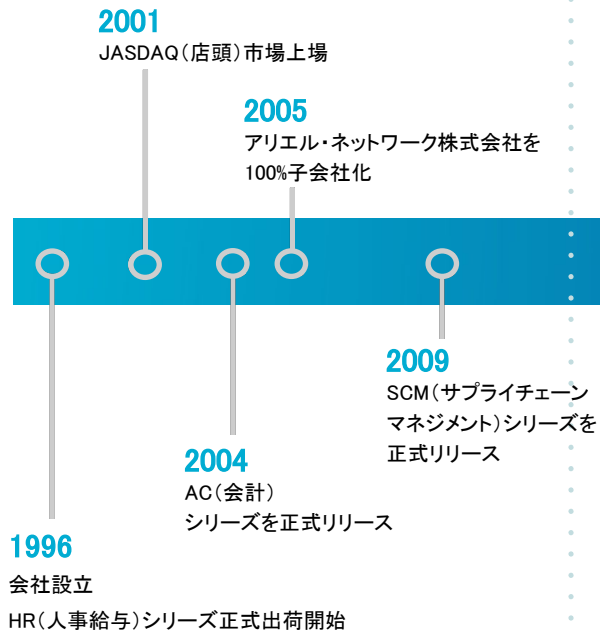 2001
JASDAQ（店頭）市場上場
2005
アリエル・ネットワーク株式会社を
100%子会社化
2009
SCM（サプライチェーン
マネジメント）シリーズを
正式リリース
2004
AC（会計）
シリーズを正式リリース
1996
会社設立
HR（人事給与）シリーズ正式出荷開始